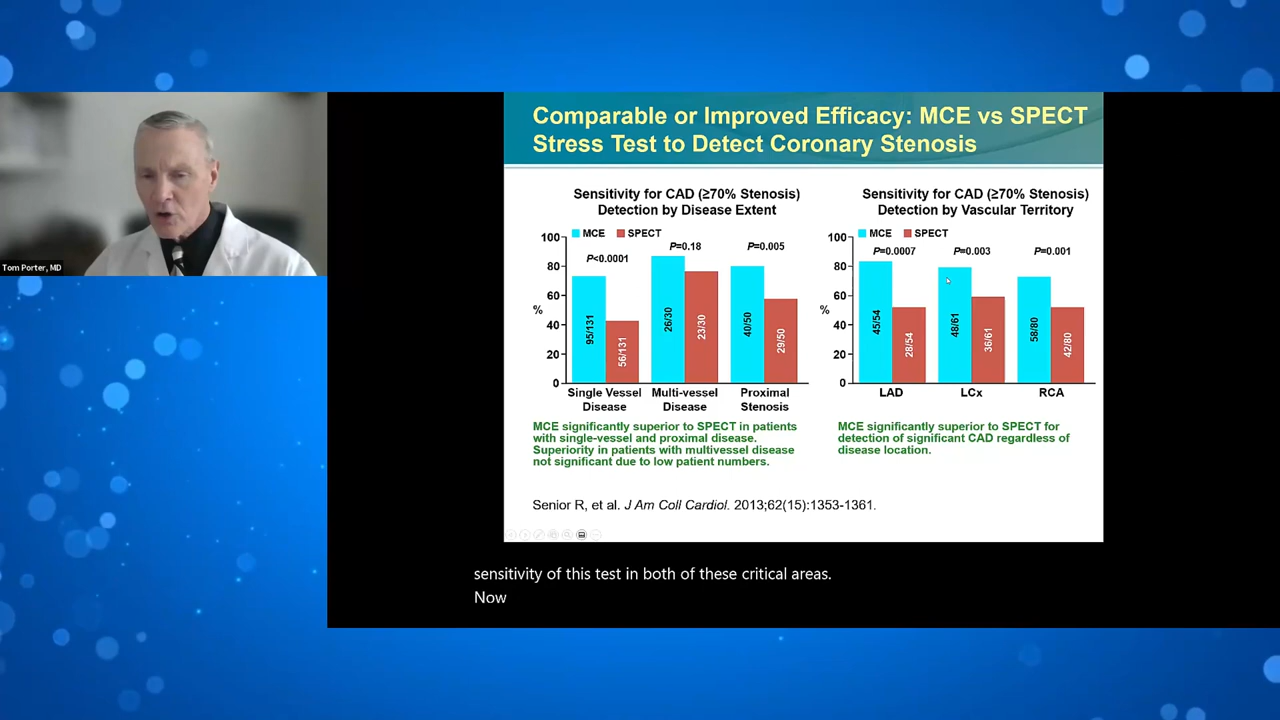 Tom Porter, MD
Comparable or Improved Efficacy: MCE vs SPECT
Stress Test to Detect Coronary Stenosis
Sensitivity for CAD (≥70% Stenosis)
Detection by Disease Extent
MCE SPECT
P<0.0001
P=0.18
P=0.005
100
80
60
40
20
0
%
95/131
56/131
26/30
23/30
40/50
29/50
Single Vessel
Disease
Multi-vessel
Disease
Proximal
Stenosis
MCE significantly superior to SPECT in patients
with single-vessel and proximal disease.
Superiority in patients with multivessel disease
not significant due to low patient numbers.
Sensitivity for CAD (≥70% Stenosis)
Detection by Vascular Territory
MCE SPECT
P=0.0007
P=0.003
P=0.001
100
80
60
40
20
0
%
45/54
28/54
48/61
36/61
58/80
42/80
LAD
LCx
RCA
MCE significantly superior to SPECT for
detection of significant CAD regardless of
disease location.
Senior R, et al. J Am Coll Cardiol. 2013;62(15):1353-1361.
sensitivity of this test in both of these critical areas.
Now